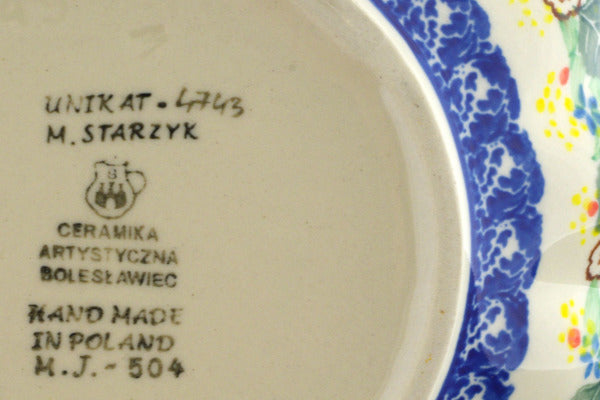 UNIKAT. 4743
M. STARZYK
S
CERAMIKA
ARTYSTYCZNA
BOLESŁAWIEC
HAND MADE
IN POLAND
M.J.-504